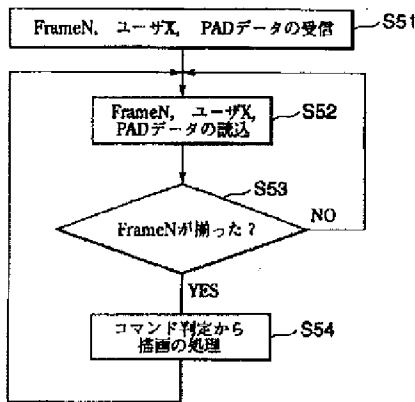 FrameN, ユーザX, PADデータの受信
S51
FrameN, ユーザX,
PADデータの読込
S52
S53
FrameNが揃った?
NO
YES
コマンド判定から
描画の処理
S54